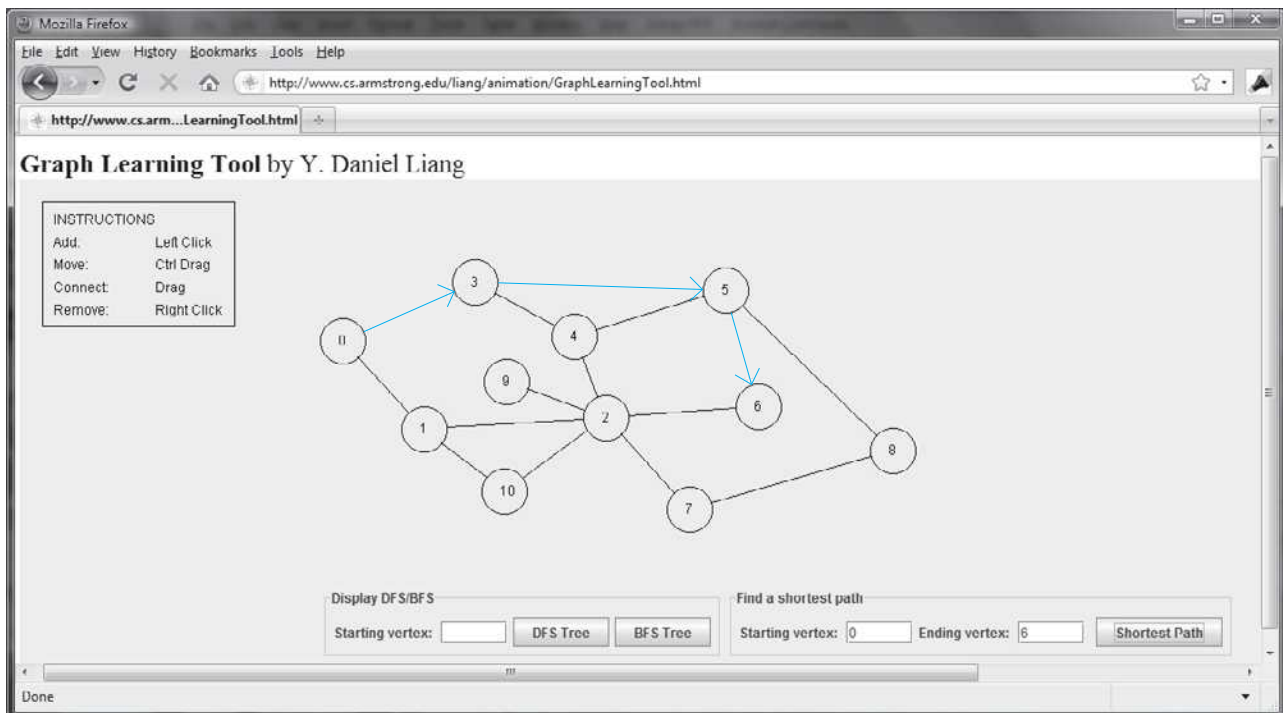 Mozilla Firefox
File Edit View History Bookmarks Tools Help
http://www.cs.armstrong.edu/liang/animation/GraphLearningTool.html
http://www.cs.arm...LearningTool.html
Graph Learning Tool by Y. Daniel Liang
INSTRUCTIONS
Add: Left Click
Move: Ctrl Drag
Connect: Drag
Remove: Right Click
3
5
0
4
9
6
2
1
8
10
7
Display DFS/BFS
Starting vertex: DFS Tree BFS Tree
Find a shortest path
Starting vertex: 0 Ending vertex: 6 Shortest Path
Done